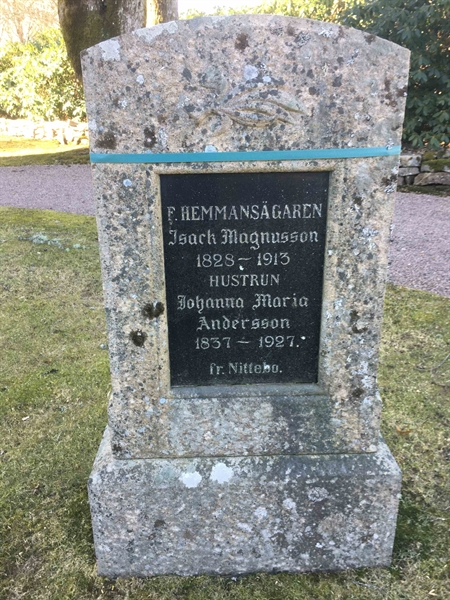 F. HEMMANSÄGAREN
Isack Magnusson
1828 – 1913
HUSTRUN
Johanna Maria
Andersson
1837 – 1927.
fr. Nittebo.